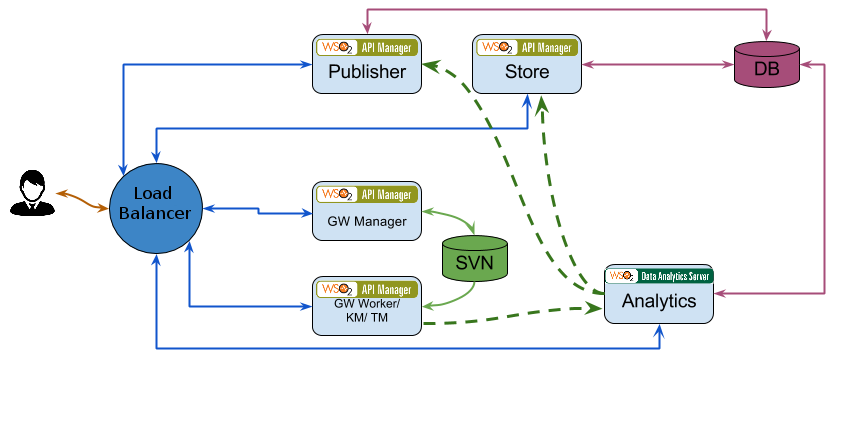 WSO2 API Manager
Publisher
WSO2 API Manager
Store
DB
Load
Balancer
WSO2 API Manager
GW Manager
SVN
WSO2 API Manager
GW Worker/
KM/ TM
WSO2 Data Analytics Server
Analytics